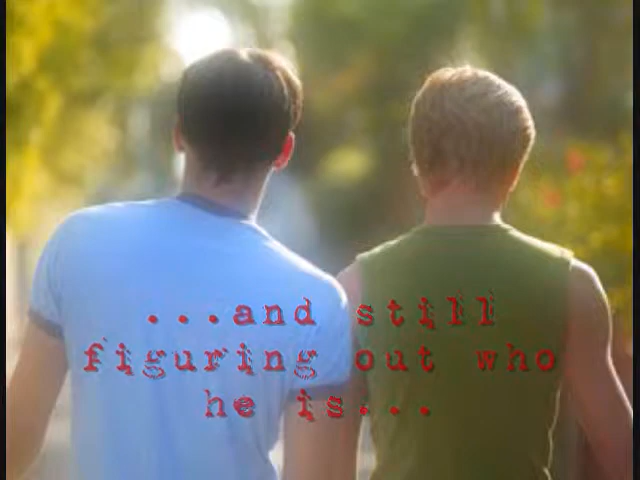 ...and still
figuring out who
he is...